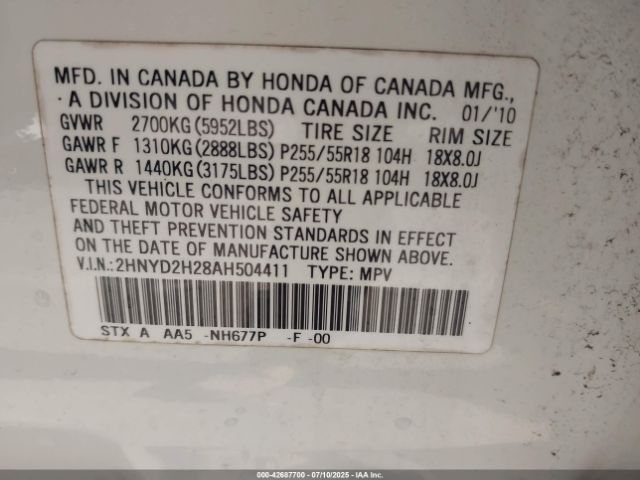 MFD. IN CANADA BY HONDA OF CANADA MFG.,
A DIVISION OF HONDA CANADA INC. 01/'10
GVWR 2700KG(5952LBS) TIRE SIZE RIM SIZE
GAWR F 1310KG(2888LBS) P255/55R18 104H 18X8.0J
GAWR R 1440KG(3175LBS) P255/55R18 104H 18X8.0J
THIS VEHICLE CONFORMS TO ALL APPLICABLE
FEDERAL MOTOR VEHICLE SAFETY
AND THEFT PREVENTION STANDARDS IN EFFECT
ON THE DATE OF MANUFACTURE SHOWN ABOVE.
V.I.N.:2HNYD2H28AH504411 TYPE: MPV
STX A AA5 -NH677P -F -00
000-42687700 - 07/10/2025 - IAAI, Inc.